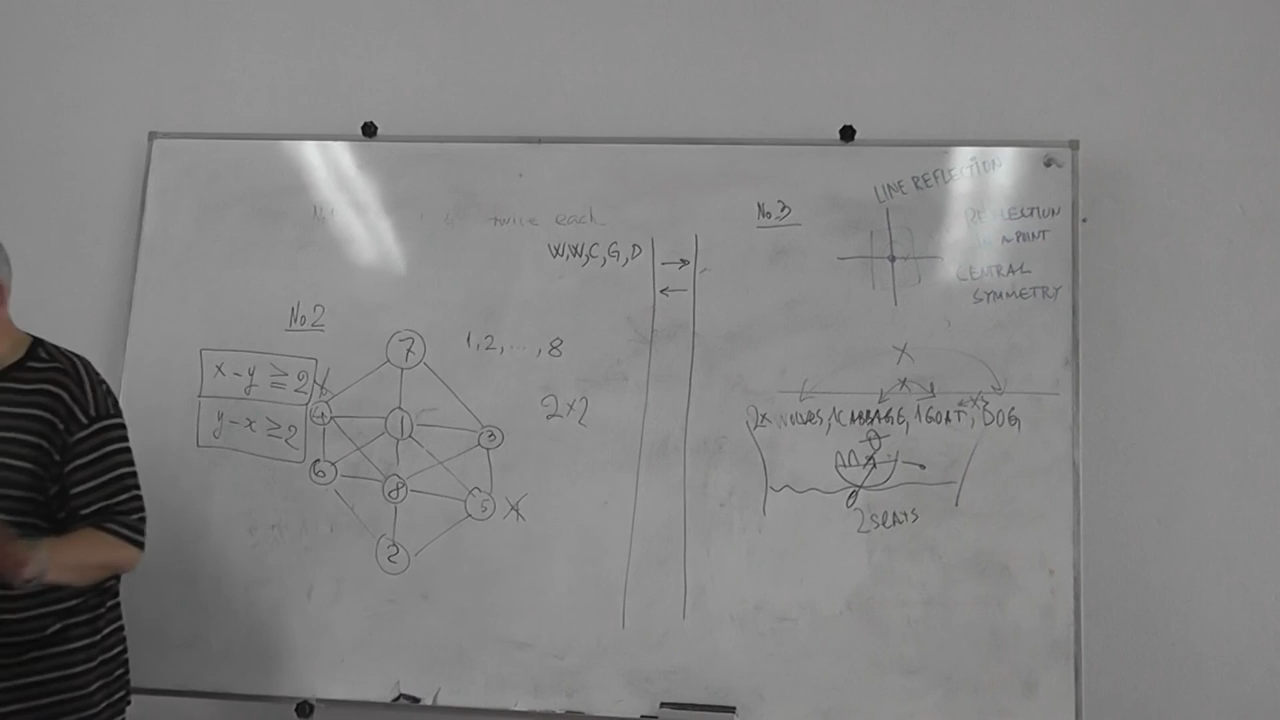 twice each
W,W,C,G,D
No 2
1, 2, ..., 8
x - y ≥ 2
y - x ≥ 2
2×2
7
4
1
3
6
8
5
2
No.3
LINE REFLECTION
REFLECTION
IN A POINT
CENTRAL
SYMMETRY
X
2x WOLVES, 1CABBAGE, 1GOAT, DOG,
2 SEATS